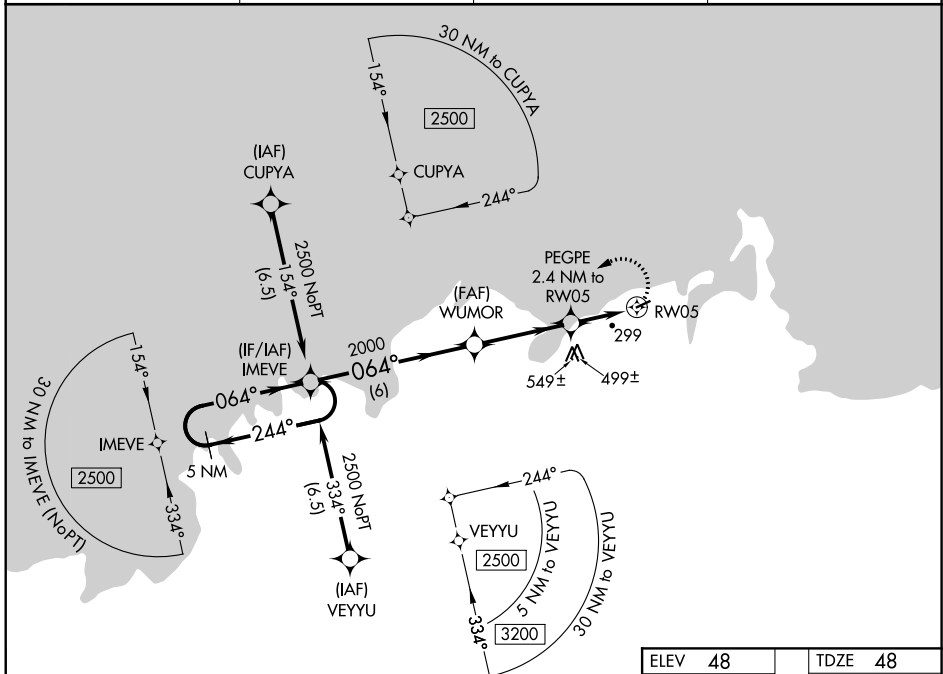 30 NM to CUPYA
154°
2500
CUPYA
244°
(IAF)
CUPYA
2500 NoPT
154°
(6.5)
PEGPE
2.4 NM to
RW05
RW05
299
549±
499±
(FAF)
WUMOR
2000
064°
(6)
(IF/IAF)
IMEVE
064°
244°
5 NM
154°
IMEVE
2500
334°
30 NM to IMEVE (NoPT)
2500 NoPT
334°
(6.5)
(IAF)
VEYYU
244°
VEYYU
2500
5 NM to VEYYU
334°
3200
30 NM to VEYYU
ELEV 48
TDZE 48